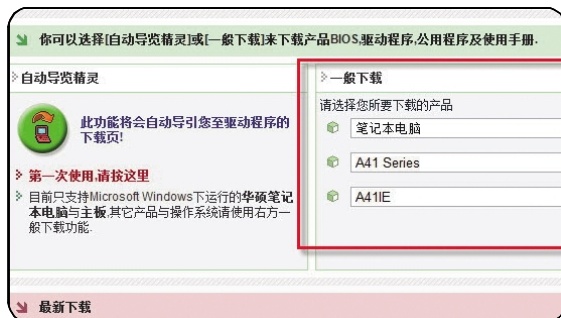 你可以选择[自动导览精灵]或[一般下载]来下载产品BIOS,驱动程序,公用程序及使用手册.
自动导览精灵
此功能将会自动导引您至驱动程序的
下载页!
第一次使用,请按这里
目前只支持Microsoft Windows下运行的华硕笔记
本电脑与主板,其它产品与操作系统请使用右方一
般下载功能.
一般下载
请选择您所要下载的产品
笔记本电脑
A41 Series
A41IE
最新下载